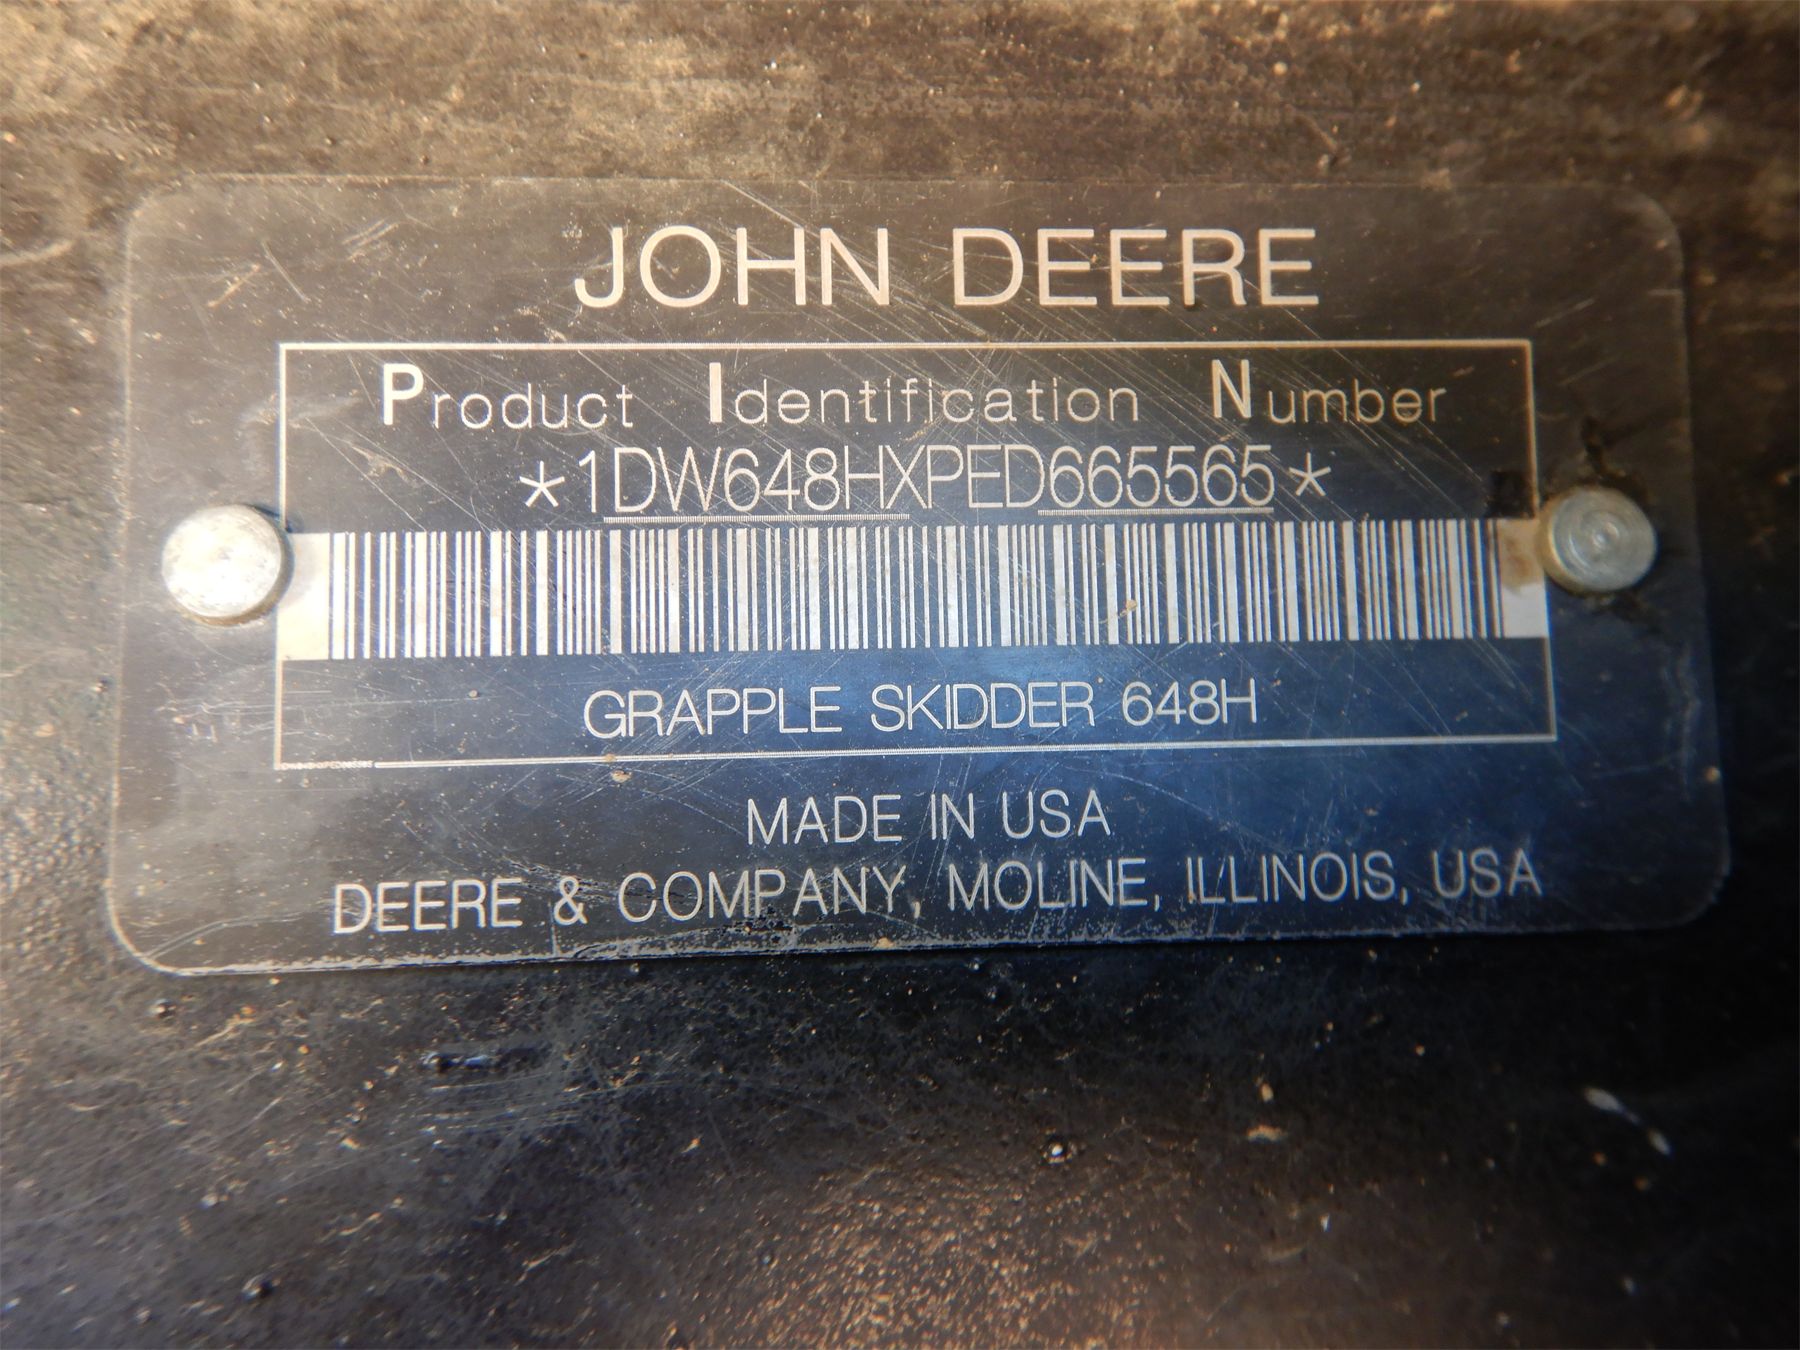 JOHN DEERE
Product Identification Number
*1DW648HXPED665565*
GRAPPLE SKIDDER 648H
MADE IN USA
DEERE & COMPANY, MOLINE, ILLINOIS, USA